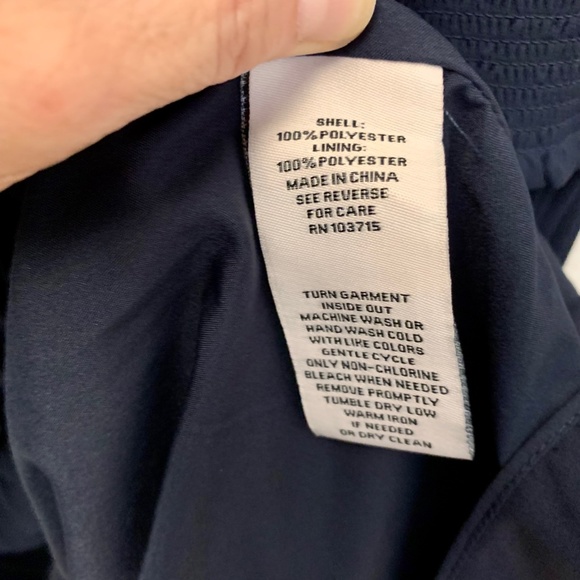 SHELL:
100% POLYESTER
LINING:
100% POLYESTER
MADE IN CHINA
SEE REVERSE
FOR CARE
RN 103715
TURN GARMENT
INSIDE OUT
MACHINE WASH OR
HAND WASH COLD
WITH LIKE COLORS
GENTLE CYCLE
ONLY NON-CHLORINE
BLEACH WHEN NEEDED
REMOVE PROMPTLY
TUMBLE DRY LOW
WARM IRON
IF NEEDED
OR DRY CLEAN